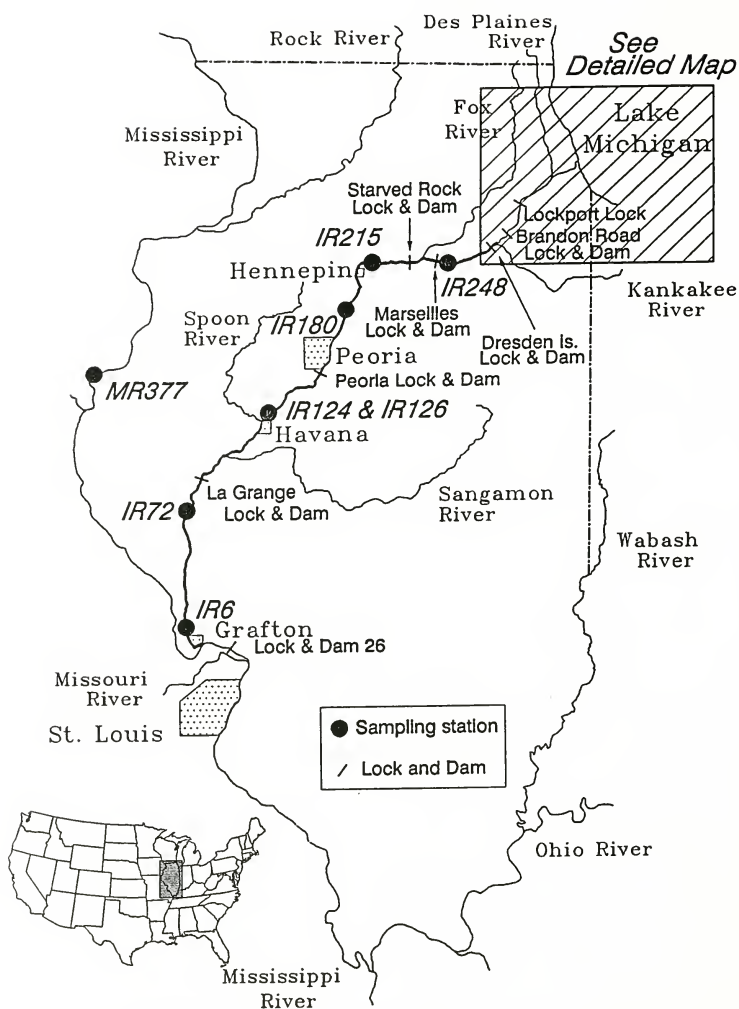 Rock River
Des Plaines
River
See
Detailed Map
Fox
River
Lake
Michigan
Mississippi
River
Starved Rock
Lock & Dam
Lockport Lock
IR215
Brandon Road
Lock & Dam
Hennepin
IR248
Kankakee
River
Spoon
River
IR180
Marseilles
Lock & Dam
Dresden Is.
Lock & Dam
Peoria
Peoria Lock & Dam
MR377
IR124 & IR126
Havana
La Grange
Lock & Dam
Sangamon
River
IR72
Wabash
River
IR6
Grafton
Lock & Dam 26
Missouri
River
St. Louis
Sampling station
Lock and Dam
Ohio River
Mississippi
River